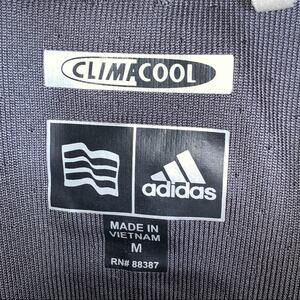 CLIMACOOL
adidas
MADE IN
VIETNAM
M
RN# 88387